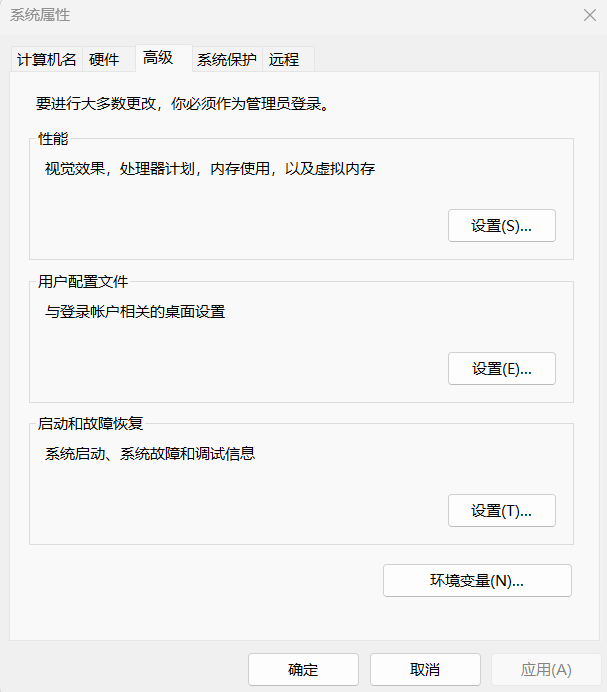 系统属性
计算机名 硬件 高级 系统保护 远程
要进行大多数更改，你必须作为管理员登录。
性能
视觉效果，处理器计划，内存使用，以及虚拟内存
设置(S)...
用户配置文件
与登录帐户相关的桌面设置
设置(E)...
启动和故障恢复
系统启动、系统故障和调试信息
设置(T)...
环境变量(N)...
确定 取消 应用(A)